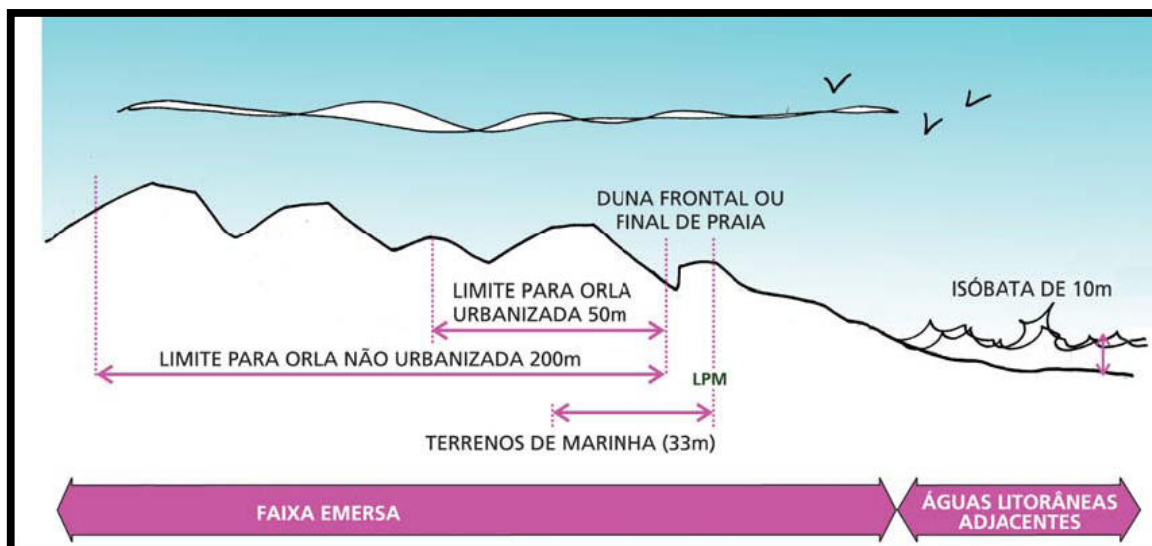 DUNA FRONTAL OU
FINAL DE PRAIA
ISÓBATA DE 10m
LIMITE PARA ORLA
URBANIZADA 50m
LIMITE PARA ORLA NÃO URBANIZADA 200m
LPM
TERRENOS DE MARINHA (33m)
FAIXA EMERSA
ÁGUAS LITORÂNEAS
ADJACENTES